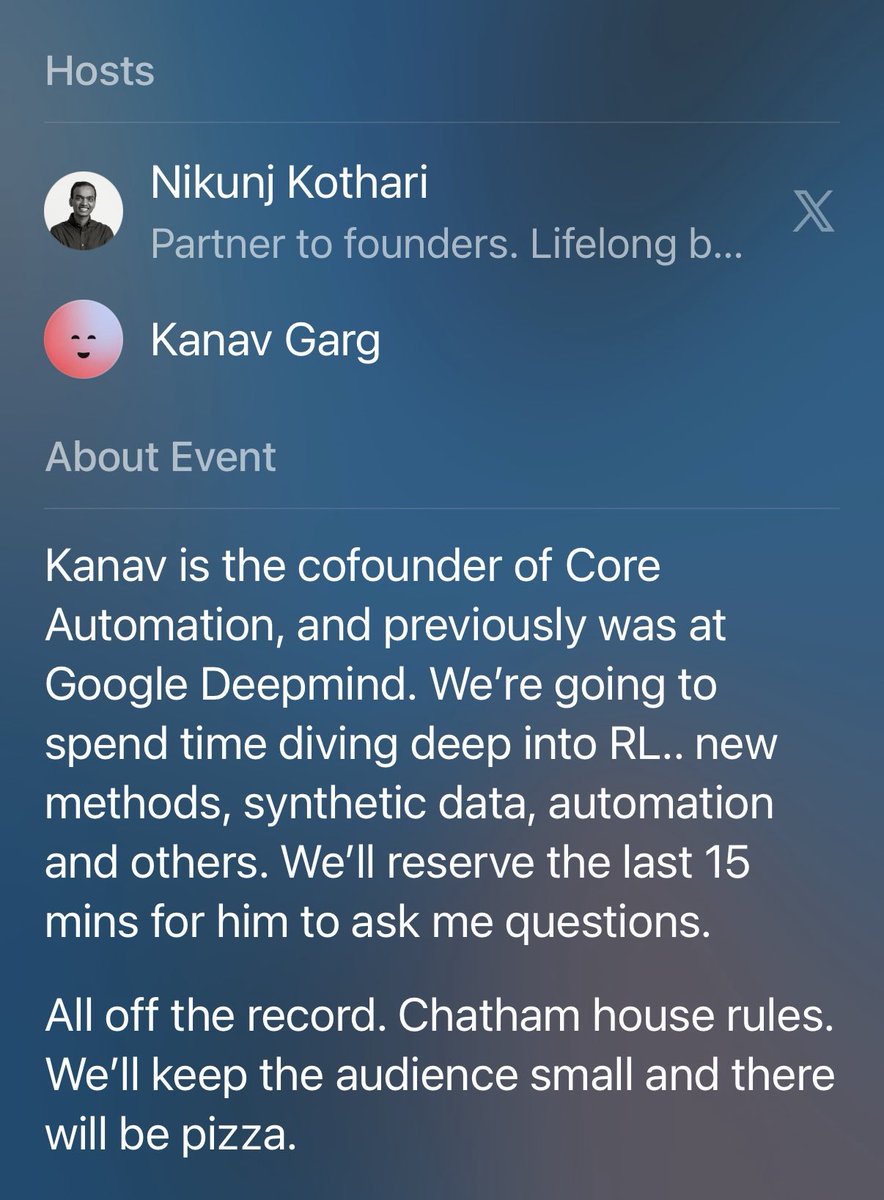 Hosts
Nikunj Kothari
Partner to founders. Lifelong b...
Kanav Garg
About Event
Kanav is the cofounder of Core
Automation, and previously was at
Google Deepmind. We’re going to
spend time diving deep into RL.. new
methods, synthetic data, automation
and others. We’ll reserve the last 15
mins for him to ask me questions.
All off the record. Chatham house rules.
We’ll keep the audience small and there
will be pizza.